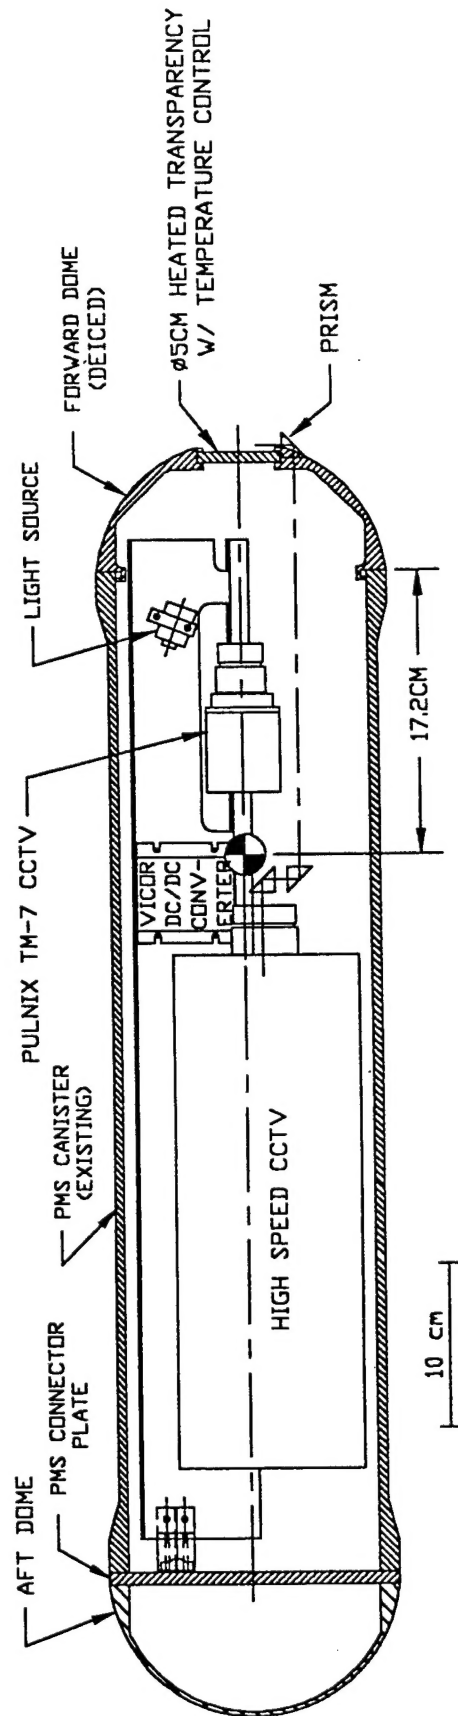 AFT DOME
PMS CONNECTOR
PLATE
PMS CANISTER
(EXISTING)
PULNIX TM-7 CCTV
LIGHT SOURCE
FORWARD DOME
(DEICED)
ø5CM HEATED TRANSPARENCY
W/ TEMPERATURE CONTROL
PRISM
VICOR
DC/DC
CONV-
ERTER
HIGH SPEED CCTV
17.2CM
10 cm